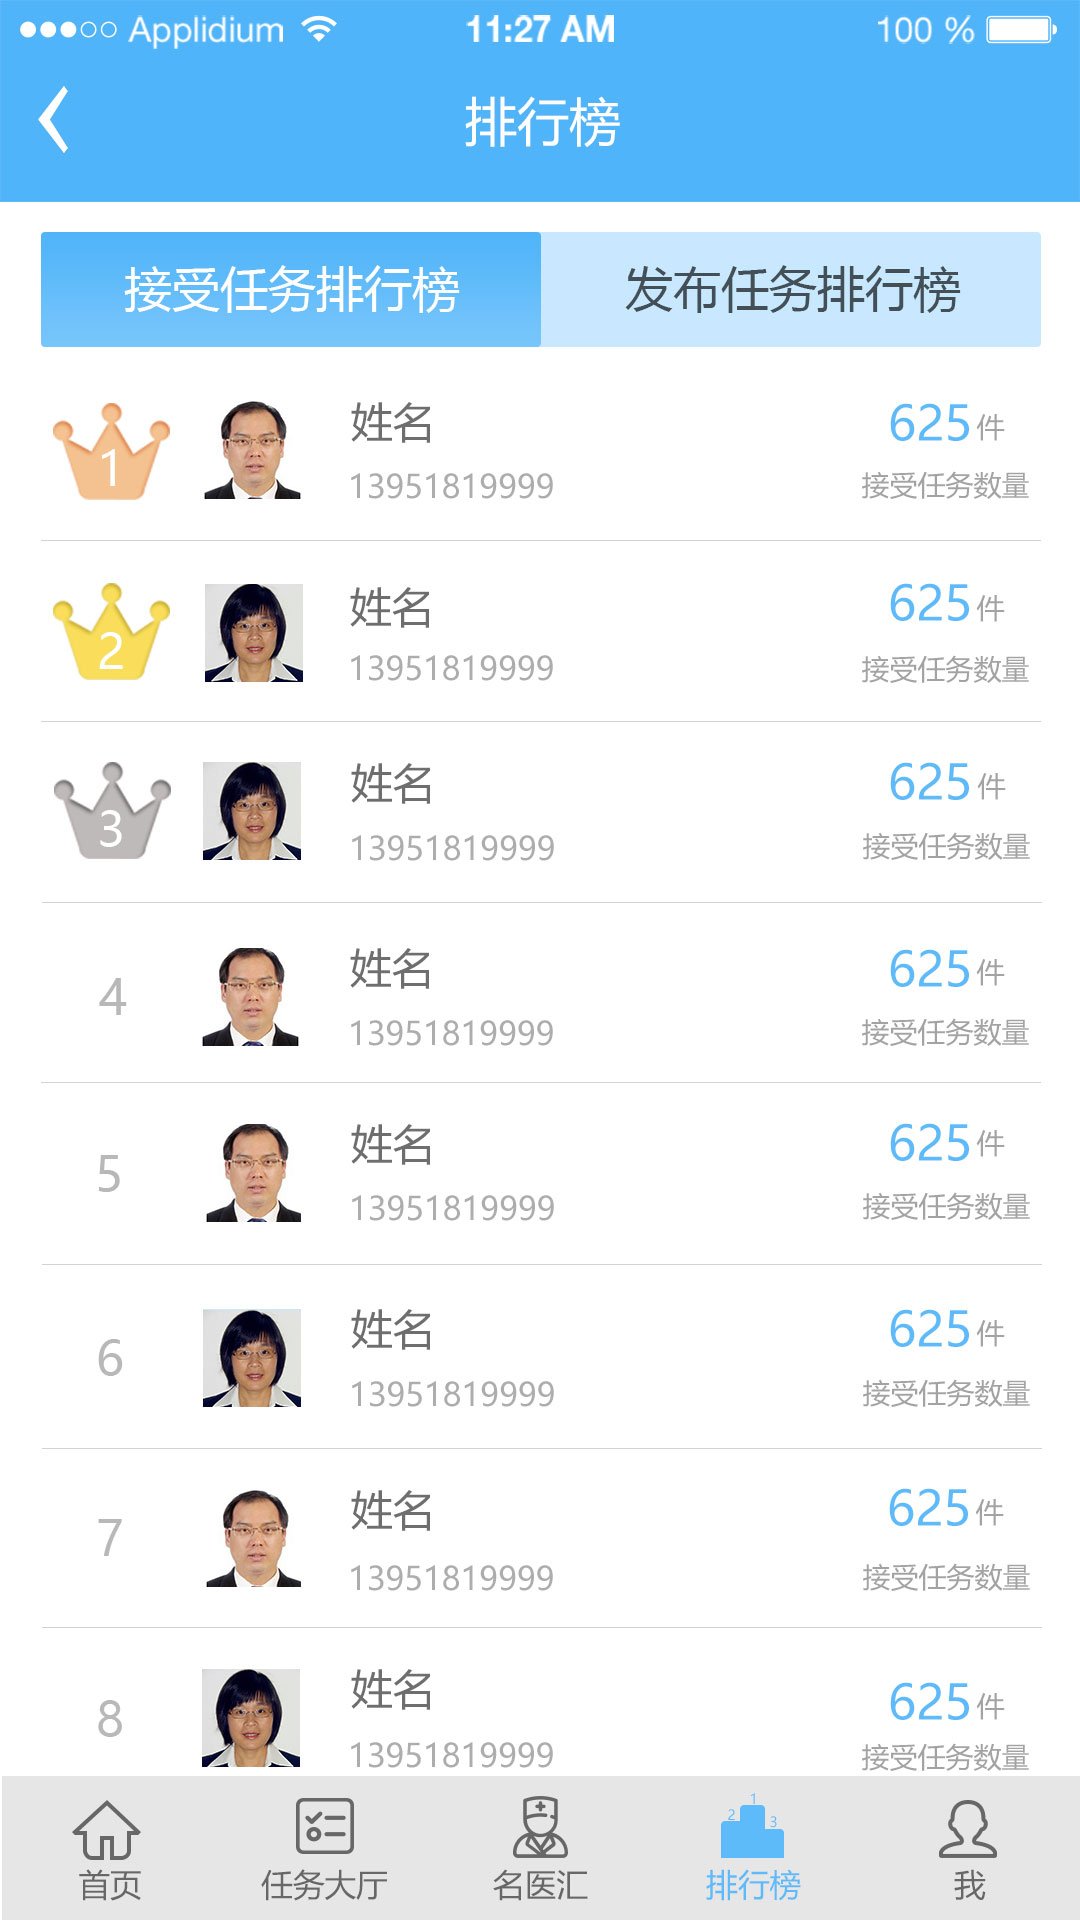 Applidium 11:27 AM 100 %
排行榜
接受任务排行榜 发布任务排行榜
1 姓名 625件
13951819999 接受任务数量
2 姓名 625件
13951819999 接受任务数量
3 姓名 625件
13951819999 接受任务数量
4 姓名 625件
13951819999 接受任务数量
5 姓名 625件
13951819999 接受任务数量
6 姓名 625件
13951819999 接受任务数量
7 姓名 625件
13951819999 接受任务数量
8 姓名 625件
13951819999 接受任务数量
2 1 3
首页 任务大厅 名医汇 排行榜 我